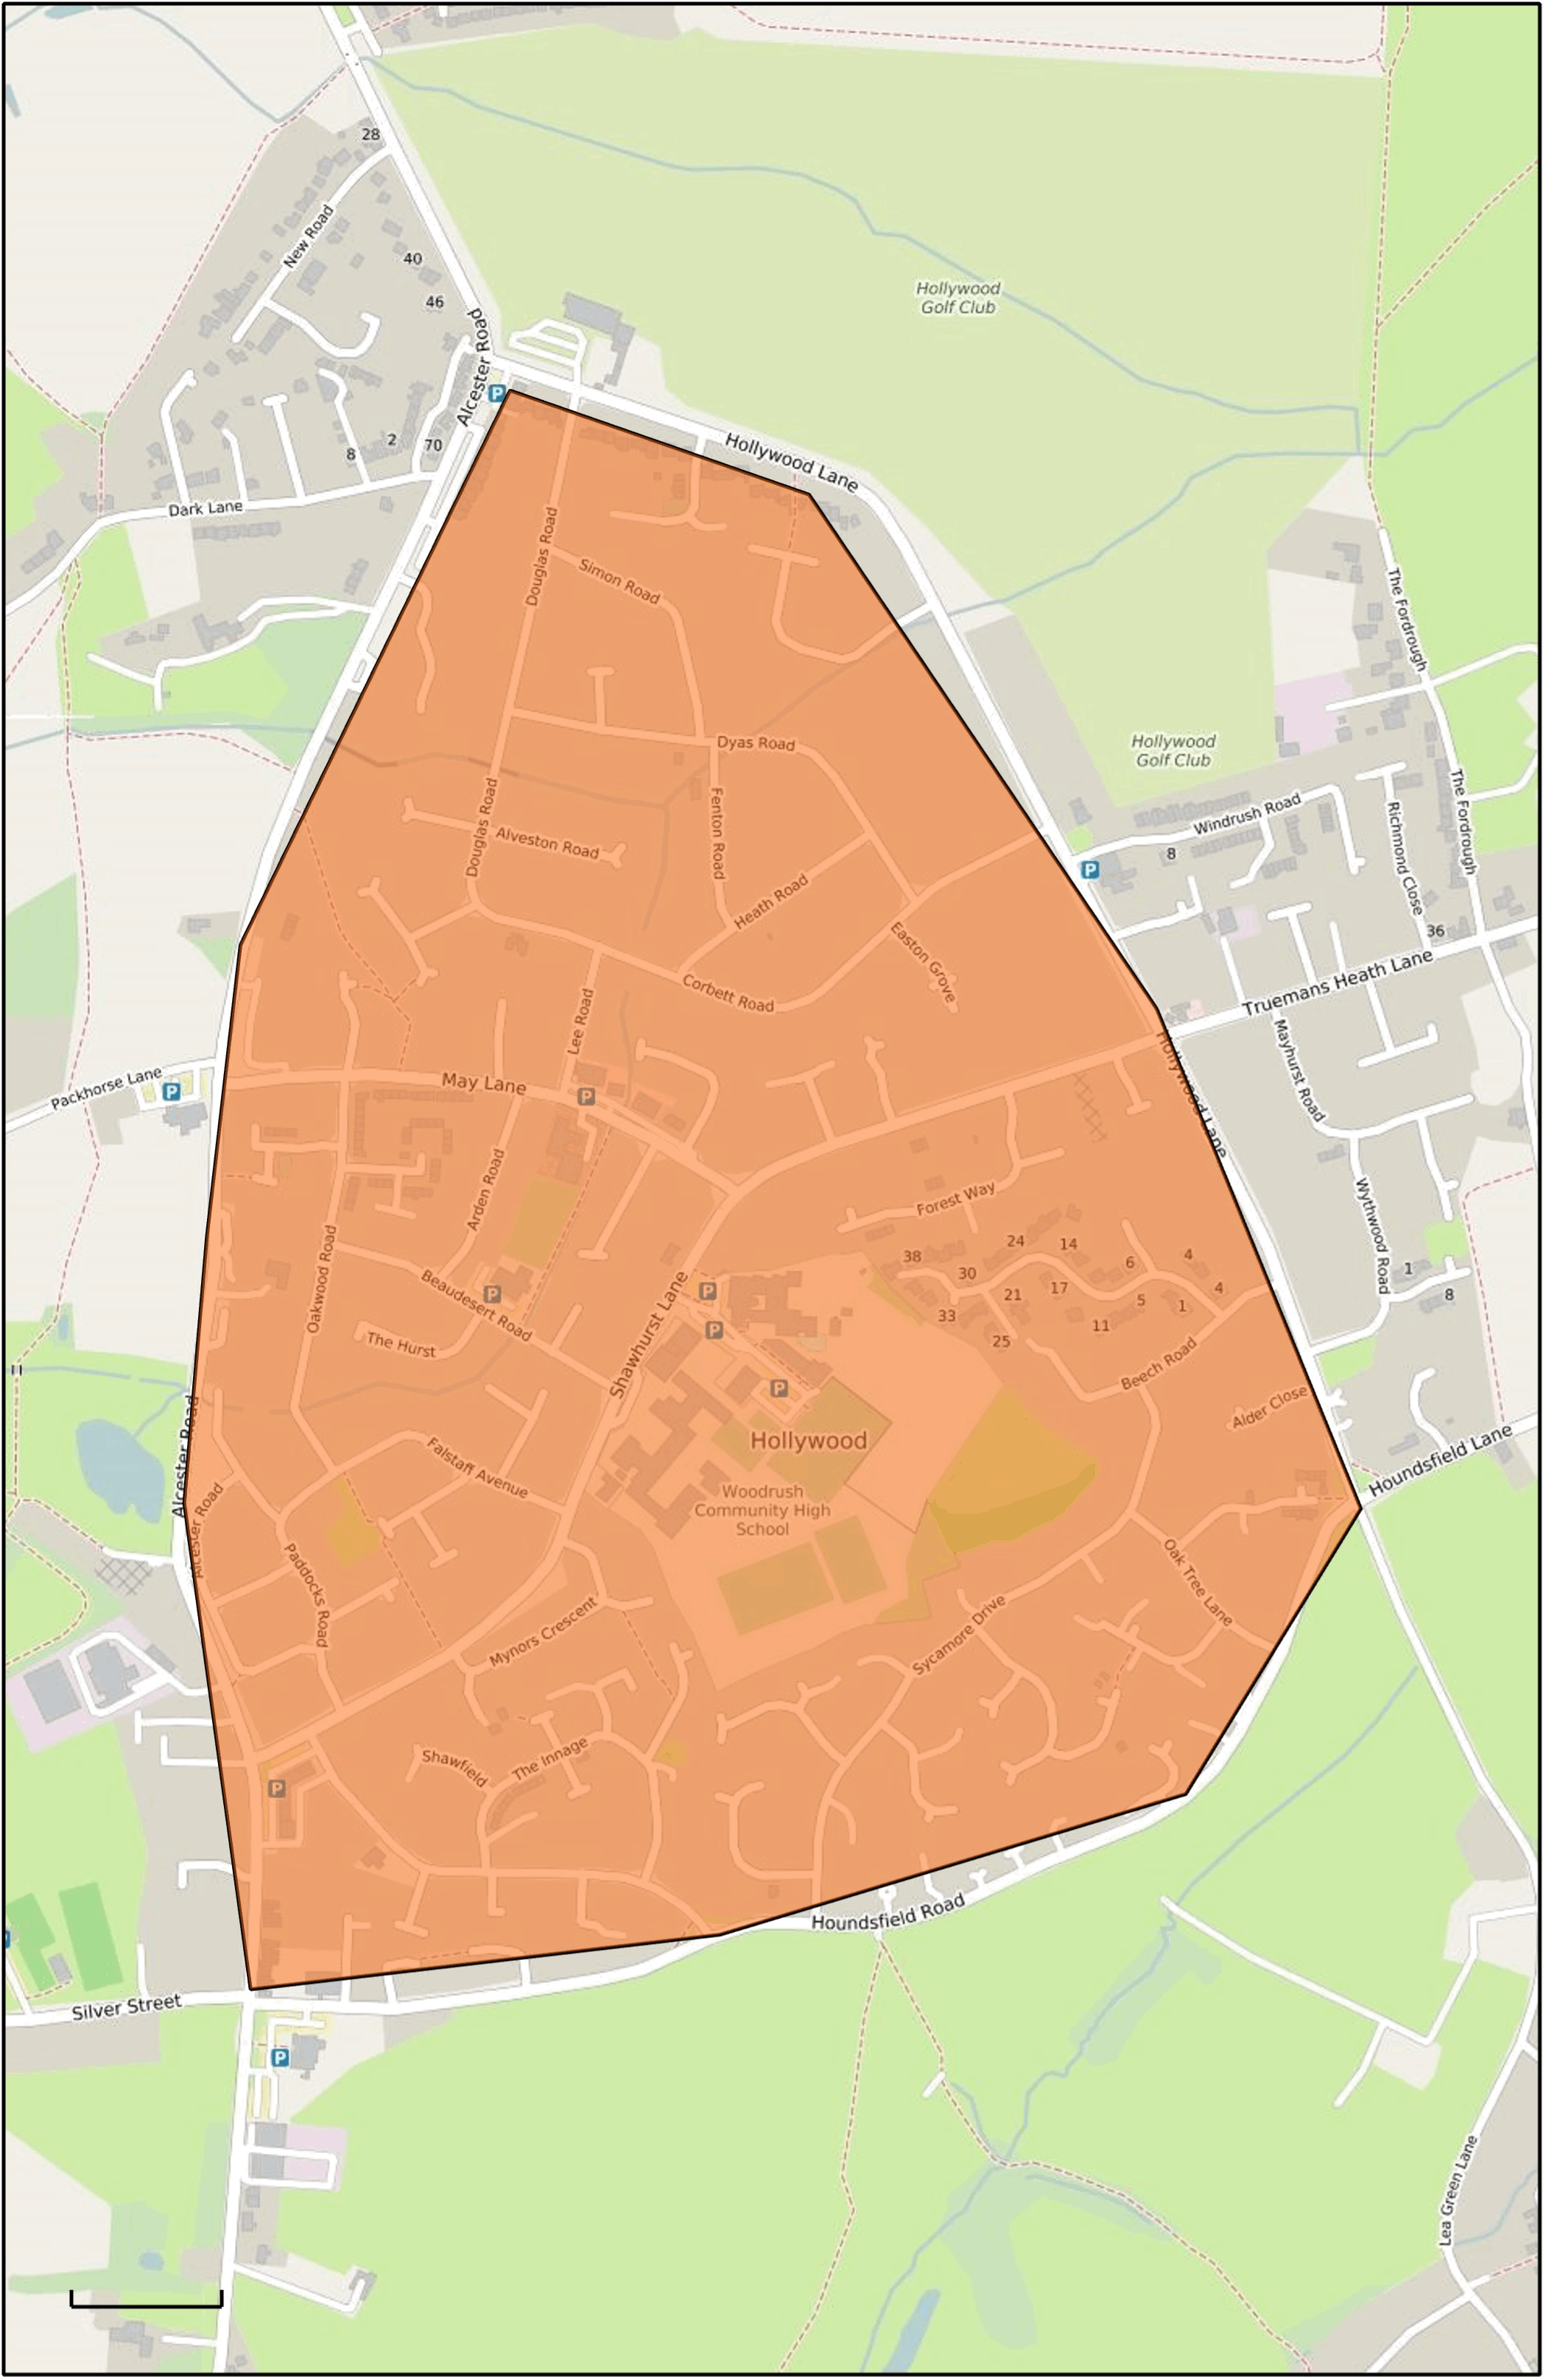 28
New Road
40
46
Hollywood
Golf Club
Alcester Road
P
2
70
8
Hollywood Lane
Dark Lane
Douglas Road
Simon Road
The Fordrough
Dyas Road
Hollywood
Golf Club
The Fordrough
Douglas Road
Alveston Road
Fenton Road
Windrush Road
Richmond Close
8
P
Heath Road
36
Easton Grove
Truemans Heath Lane
Corbett Road
Lee Road
Mayhurst Road
Packhorse Lane
P
May Lane
P
Hollywood Lane
Arden Road
Forest Way
Wythwood Road
Oakwood Road
24
14
38
30
6
4
1
4
21
17
5
1
8
33
11
25
Beaudesert Road
P
P
P
The Hurst
Shawhurst Lane
Beech Road
P
Alder Close
Alcester Road
Hollywood
Houndsfield Lane
Falstaff Avenue
Woodrush
Community High
School
Alcester Road
Paddocks Road
Oak Tree Lane
Mynors Crescent
Sycamore Drive
Shawfield
The Innage
P
Houndsfield Road
Silver Street
P
Lea Green Lane